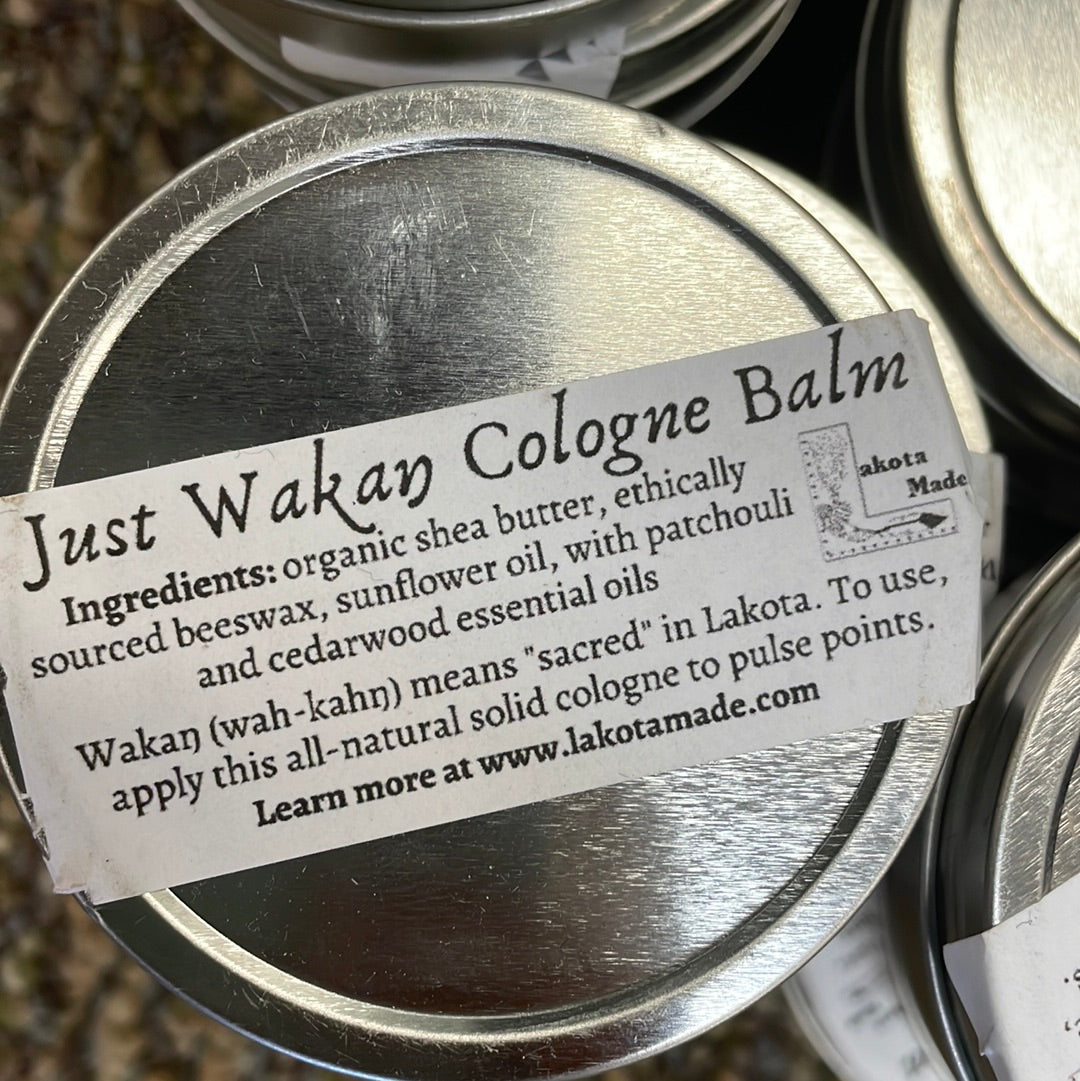 Just Wakaŋ Cologne Balm
Ingredients: organic shea butter, ethically
sourced beeswax, sunflower oil, with patchouli
and cedarwood essential oils
Lakota
Made
Wakaŋ (wah-kahŋ) means "sacred" in Lakota. To use,
apply this all-natural solid cologne to pulse points.
Learn more at www.lakotamade.com